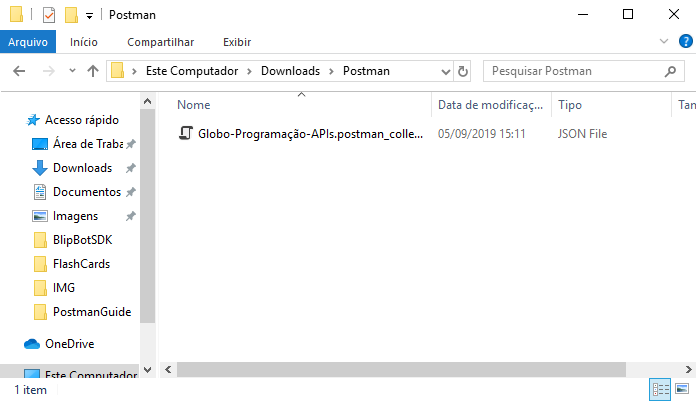 Postman
Arquivo Início Compartilhar Exibir
Este Computador Downloads Postman Pesquisar Postman
Nome Data de modificaç... Tipo Tan
Acesso rápido
Globo-Programação-APIs.postman_colle... 05/09/2019 15:11 JSON File
Área de Traba
Downloads
Documentos
Imagens
BlipBotSDK
FlashCards
IMG
PostmanGuide
OneDrive
Este Computador
1 item